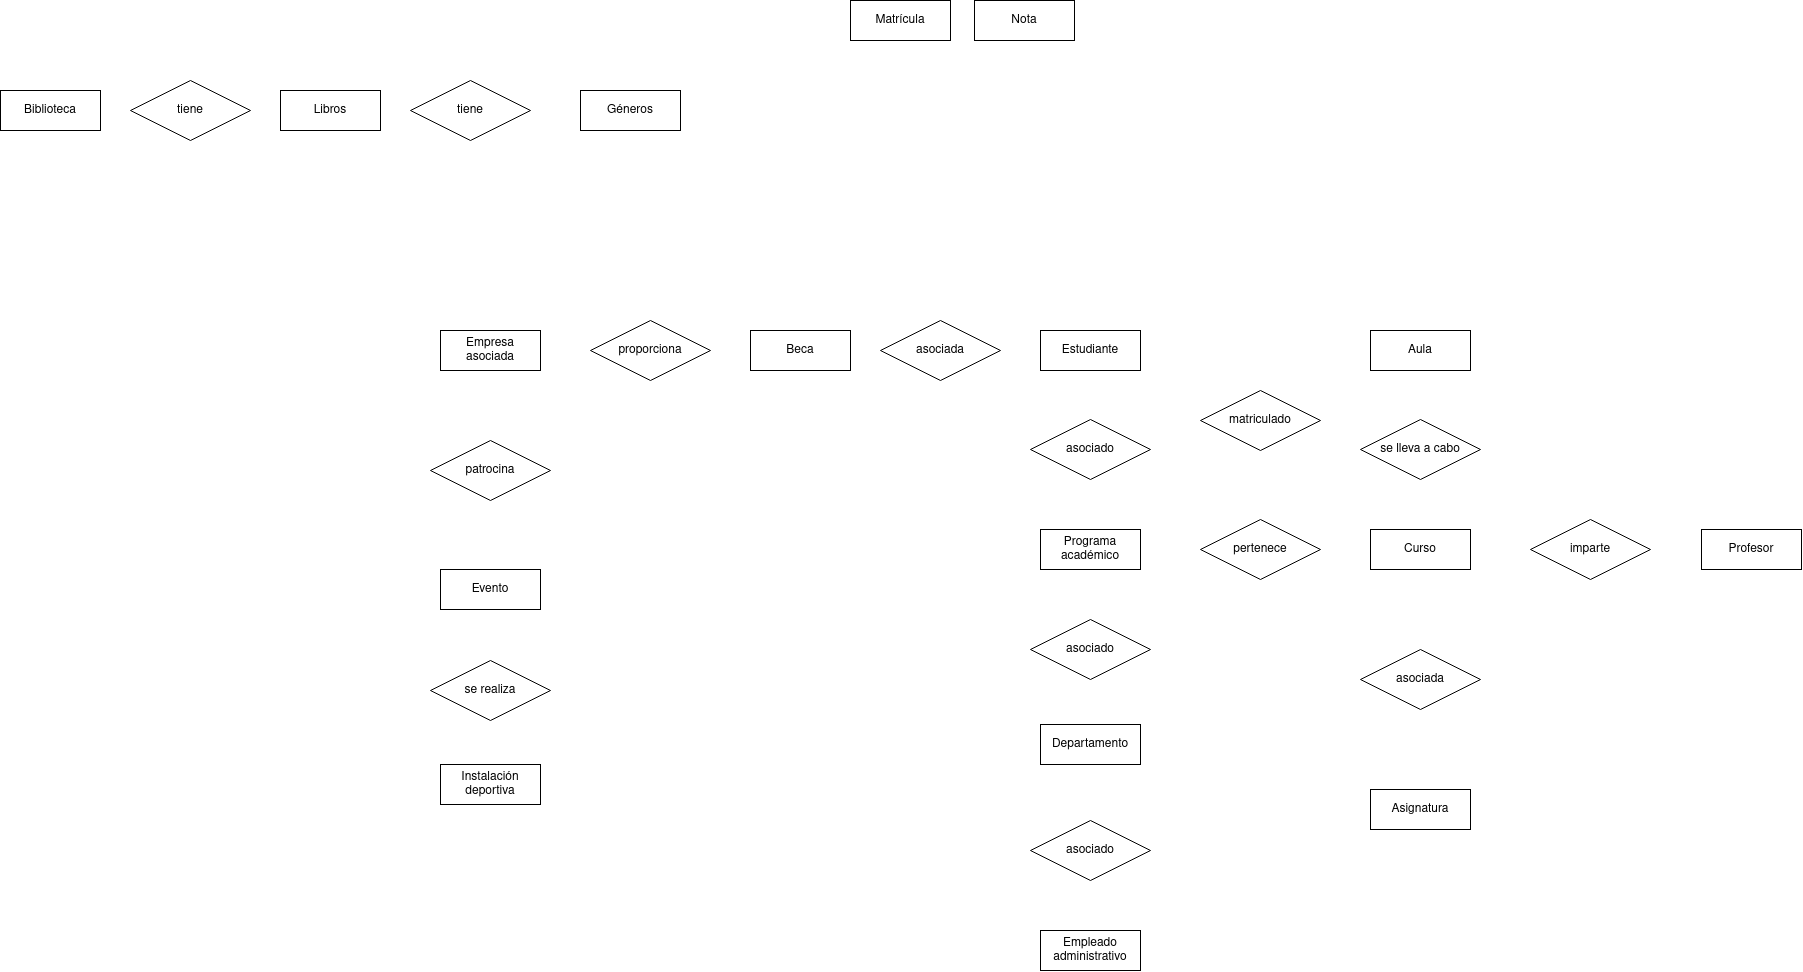 Matrícula
Nota
Biblioteca
tiene
Libros
tiene
Géneros
Empresa
asociada
proporciona
Beca
asociada
Estudiante
Aula
matriculado
patrocina
asociado
se lleva a cabo
Programa
académico
pertenece
Curso
imparte
Profesor
Evento
asociado
se realiza
asociada
Departamento
Instalación
deportiva
Asignatura
asociado
Empleado
administrativo